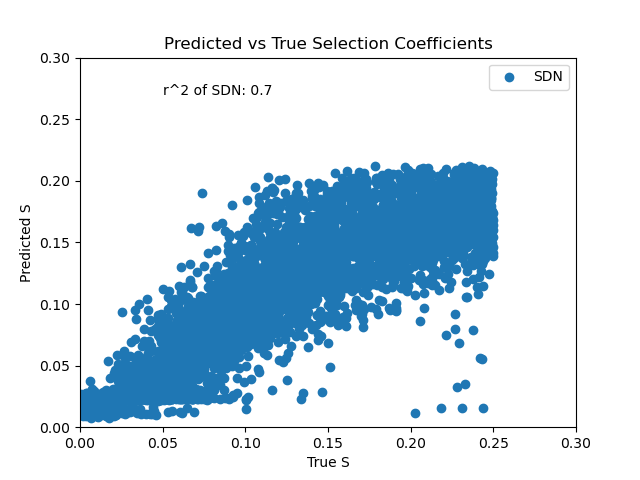 Predicted vs True Selection Coefficients
0.30
r^2 of SDN: 0.7
SDN
0.25
0.20
0.15
0.10
0.05
0.00
Predicted S
0.00 0.05 0.10 0.15 0.20 0.25 0.30
True S